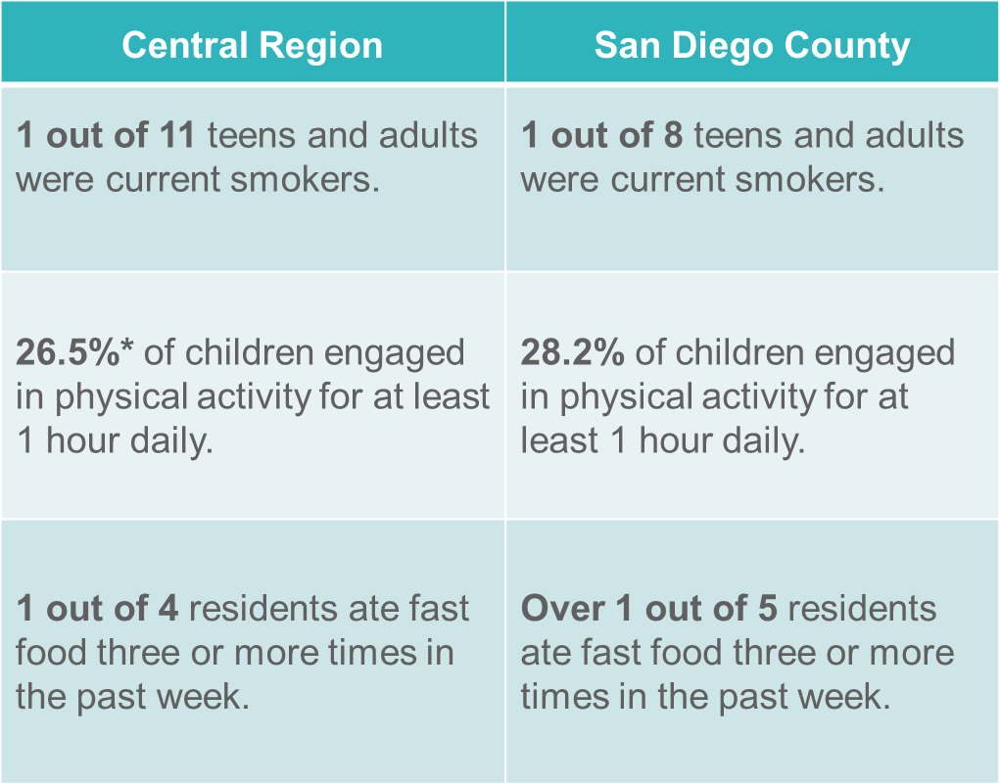 Central Region
San Diego County
1 out of 11 teens and adults
were current smokers.
1 out of 8 teens and adults
were current smokers.
26.5%* of children engaged
in physical activity for at least
1 hour daily.
28.2% of children engaged
in physical activity for at
least 1 hour daily.
1 out of 4 residents ate fast
food three or more times in
the past week.
Over 1 out of 5 residents
ate fast food three or more
times in the past week.